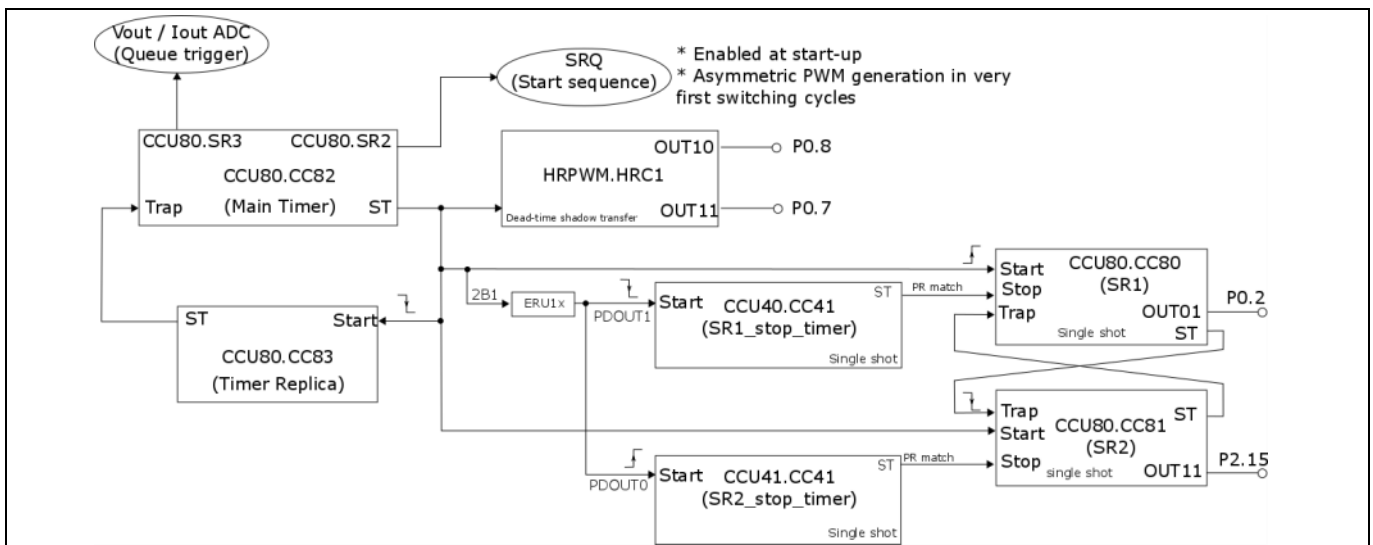 Vout / Iout ADC
(Queue trigger)
SRQ
(Start sequence)
* Enabled at start-up
* Asymmetric PWM generation in very
first switching cycles
CCU80.SR3 CCU80.SR2
CCU80.CC82
(Main Timer)
Trap
ST
OUT10
P0.8
HRPWM.HRC1
Dead-time shadow transfer
OUT11
P0.7
ST
Start
CCU80.CC83
(Timer Replica)
2B1
ERU1x
PDOUT1
Start
CCU40.CC41
(SR1_stop_timer)
ST
Single shot
PR match
Start
Stop
Trap
CCU80.CC80
(SR1)
Single shot
OUT01
ST
P0.2
Trap
Start
Stop
CCU80.CC81
(SR2)
single shot
ST
OUT11
P2.15
PDOUT0
Start
CCU41.CC41
(SR2_stop_timer)
ST
Single shot
PR match